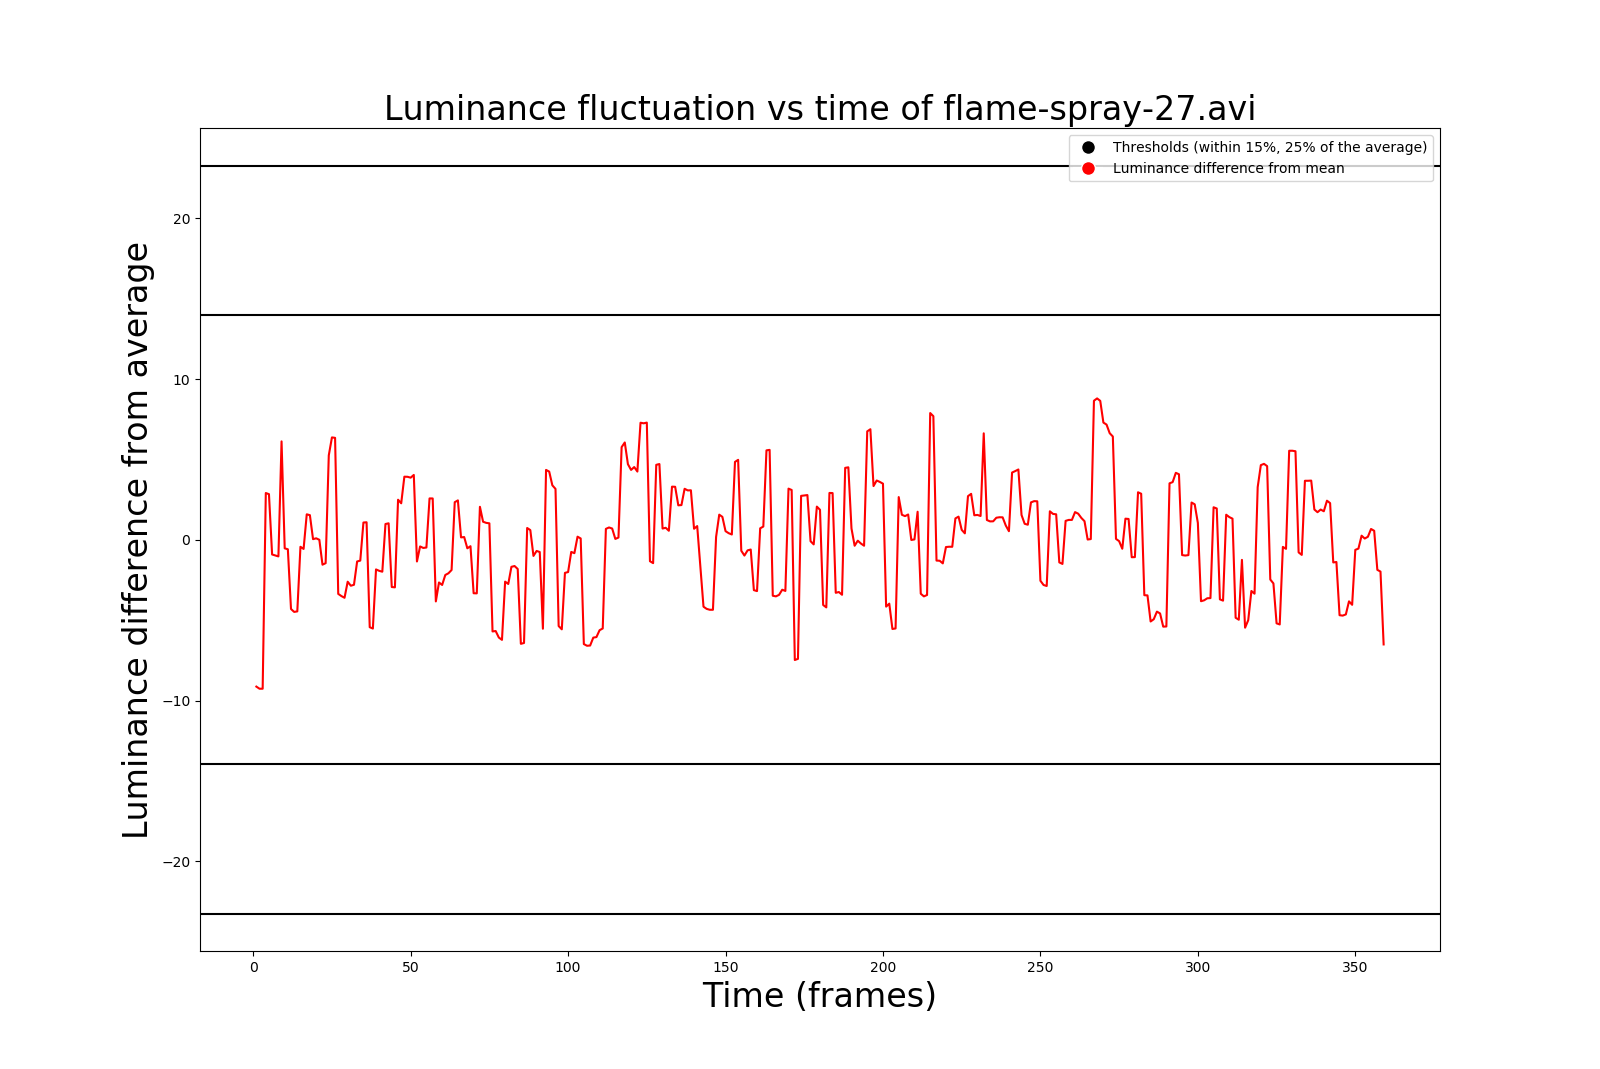 Luminance fluctuation vs time of flame-spray-27.avi
Thresholds (within 15%, 25% of the average)
Luminance difference from mean
Luminance difference from average
20
10
0
−10
−20
0 50 100 150 200 250 300 350
Time (frames)